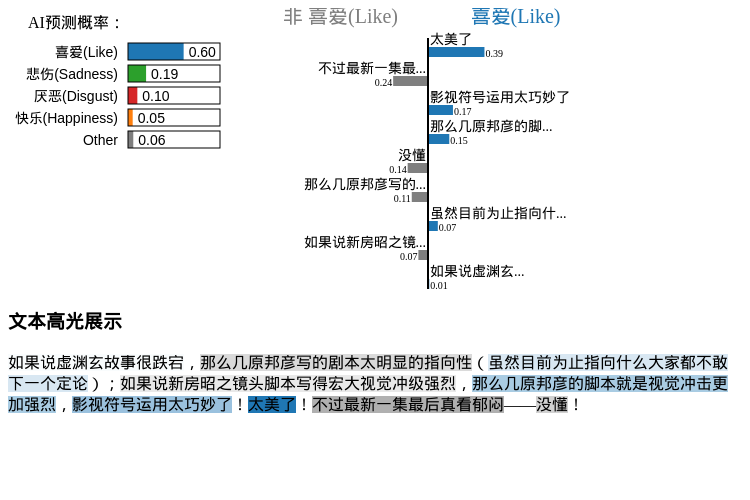 AI预测概率：
喜爱(Like) 0.60
悲伤(Sadness) 0.19
厌恶(Disgust) 0.10
快乐(Happiness) 0.05
Other 0.06
非 喜爱(Like) 喜爱(Like)
太美了
0.39
不过最新一集最...
0.24
影视符号运用太巧妙了
0.17
那么几原邦彦的脚...
0.15
没懂
0.14
那么几原邦彦写的...
0.11
虽然目前为止指向什...
0.07
如果说新房昭之镜...
0.07
如果说虚渊玄...
0.01
文本高光展示
如果说虚渊玄故事很跌宕，那么几原邦彦写的剧本太明显的指向性（虽然目前为止指向什么大家都不敢
下一个定论）；如果说新房昭之镜头脚本写得宏大视觉冲级强烈，那么几原邦彦的脚本就是视觉冲击更
加强烈，影视符号运用太巧妙了！太美了！不过最新一集最后真看郁闷——没懂！